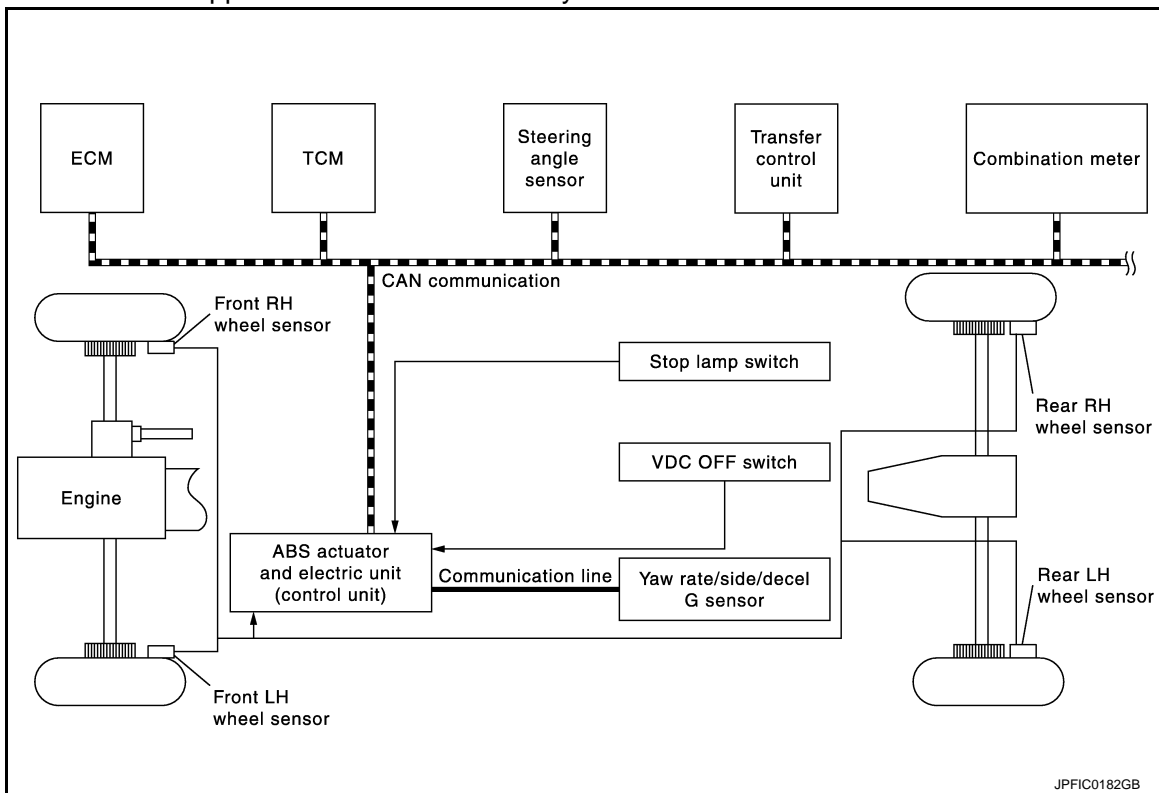 ECM
TCM
Steering
angle
sensor
Transfer
control
unit
Combination meter
CAN communication
Front RH
wheel sensor
Stop lamp switch
Rear RH
wheel sensor
VDC OFF switch
Engine
ABS actuator
and electric unit
(control unit)
Communication line
Yaw rate/side/decel
G sensor
Rear LH
wheel sensor
Front LH
wheel sensor
JPFIC0182GB